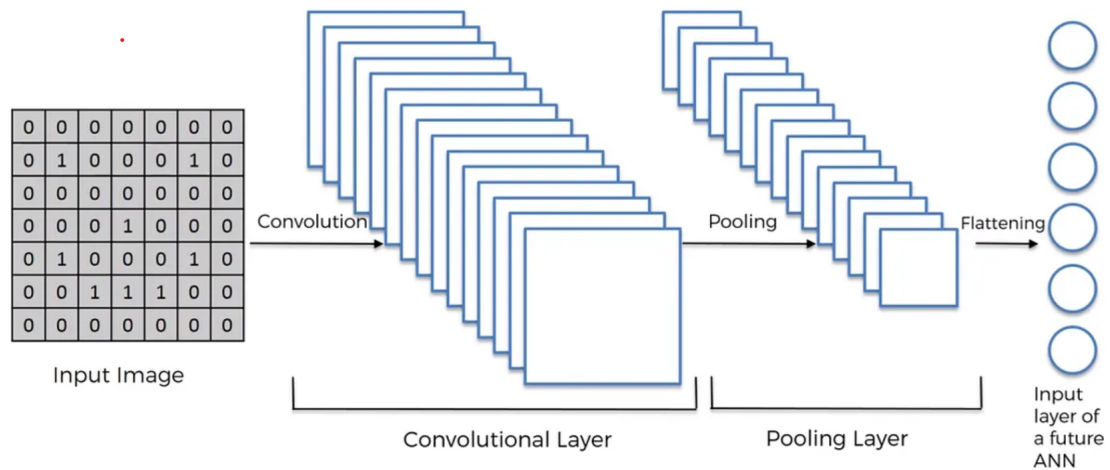 0 0 0 0 0 0 0
0 1 0 0 0 1 0
0 0 0 0 0 0 0
0 0 0 1 0 0 0
0 1 0 0 0 1 0
0 0 1 1 1 0 0
0 0 0 0 0 0 0
Input Image
Convolution
Convolutional Layer
Pooling
Pooling Layer
Flattening
Input
layer of
a future
ANN